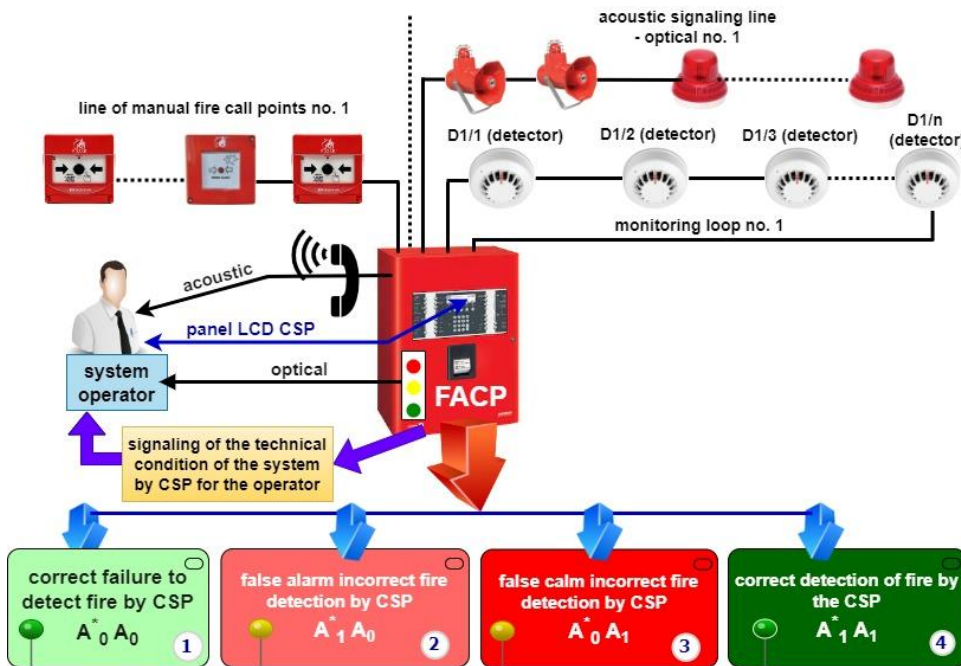 acoustic signaling line
- optical no. 1
line of manual fire call points no. 1
D1/1 (detector)
D1/2 (detector)
D1/3 (detector)
D1/n
(detector)
monitoring loop no. 1
acoustic
panel LCD CSP
optical
system
operator
FACP
signaling of the technical
condition of the system
by CSP for the operator
correct failure to
detect fire by CSP
A*0 A0
1
false alarm incorrect fire
detection by CSP
A*1 A0
2
false calm incorrect fire
detection by CSP
A*0 A1
3
correct detection of fire by
the CSP
A*1 A1
4